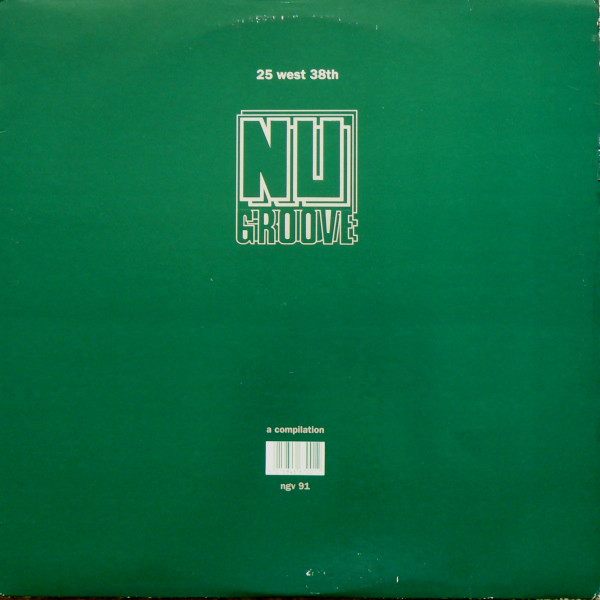 25 west 38th
NU
GROOVE
a compilation
ngv 91